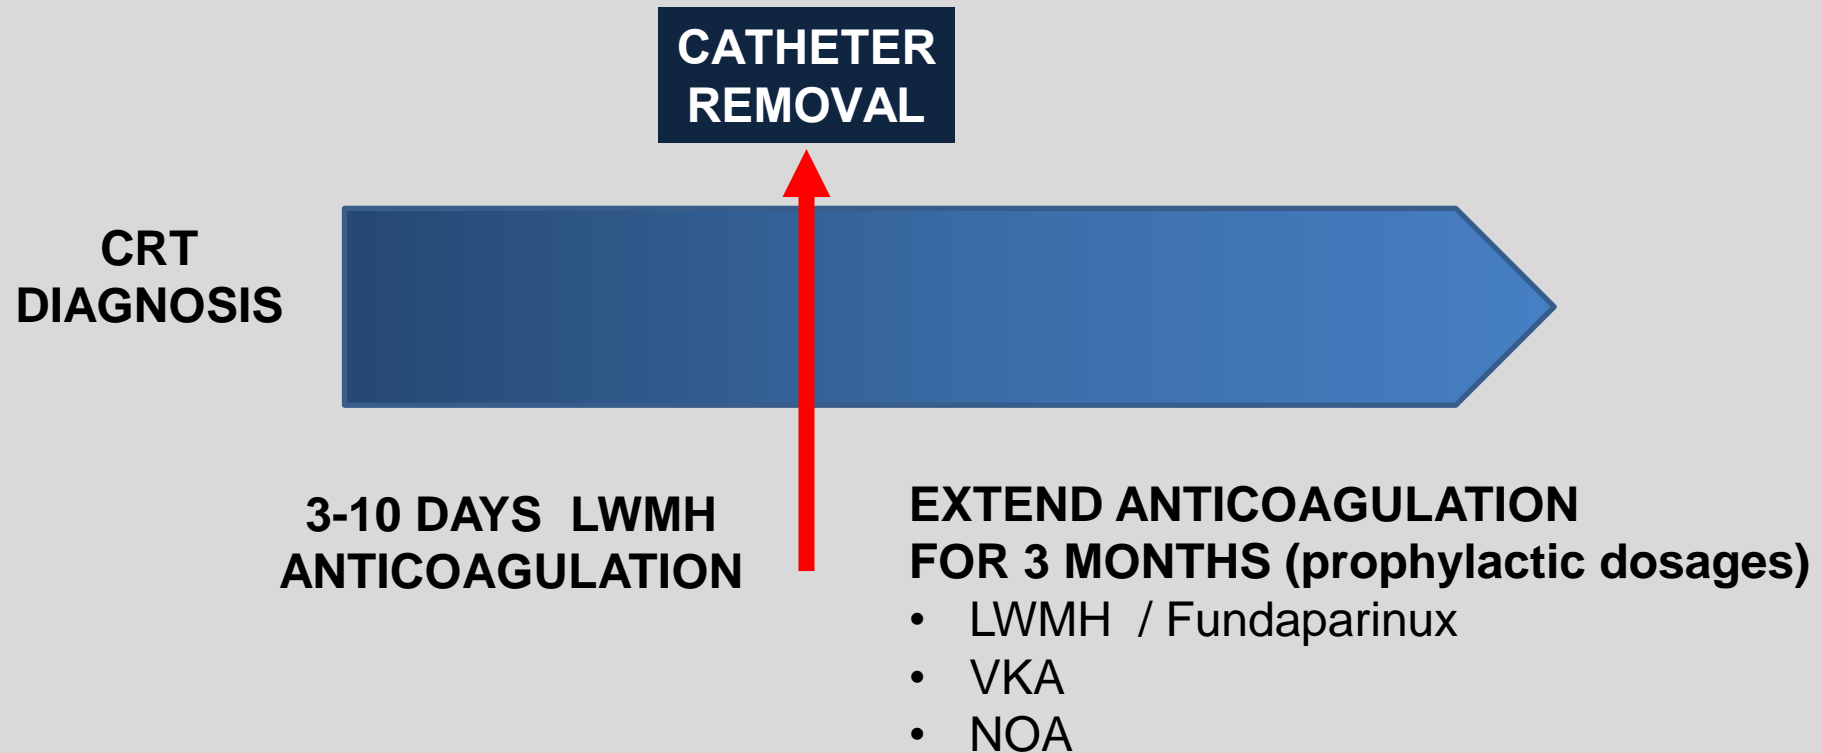 CATHETER
REMOVAL
CRT
DIAGNOSIS
3-10 DAYS LWMH
ANTICOAGULATION
EXTEND ANTICOAGULATION
FOR 3 MONTHS (prophylactic dosages)
• LWMH / Fundaparinux
• VKA
• NOA